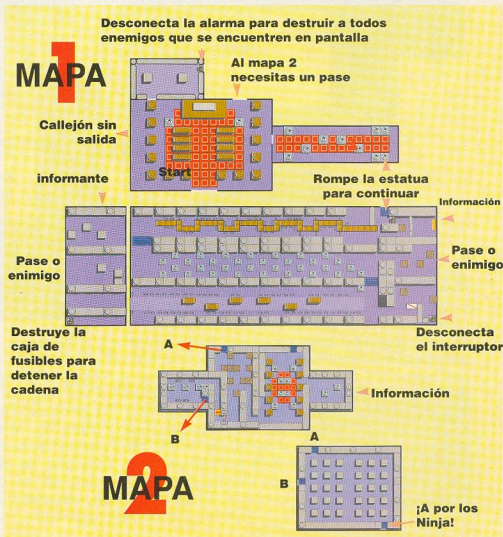 Desconecta la alarma para destruir a todos
enemigos que se encuentren en pantalla
MAPA 1
Al mapa 2
necesitas un pase
Callejón sin
salida
Start
informante
Rompe la estatua
para continuar
Información
Pase o
enimigo
Pase o
enimigo
Destruye la
caja de
fusibles para
detener la
cadena
Desconecta
el interruptor
A
Información
B
A
MAPA 2
B
¡A por los
Ninja!